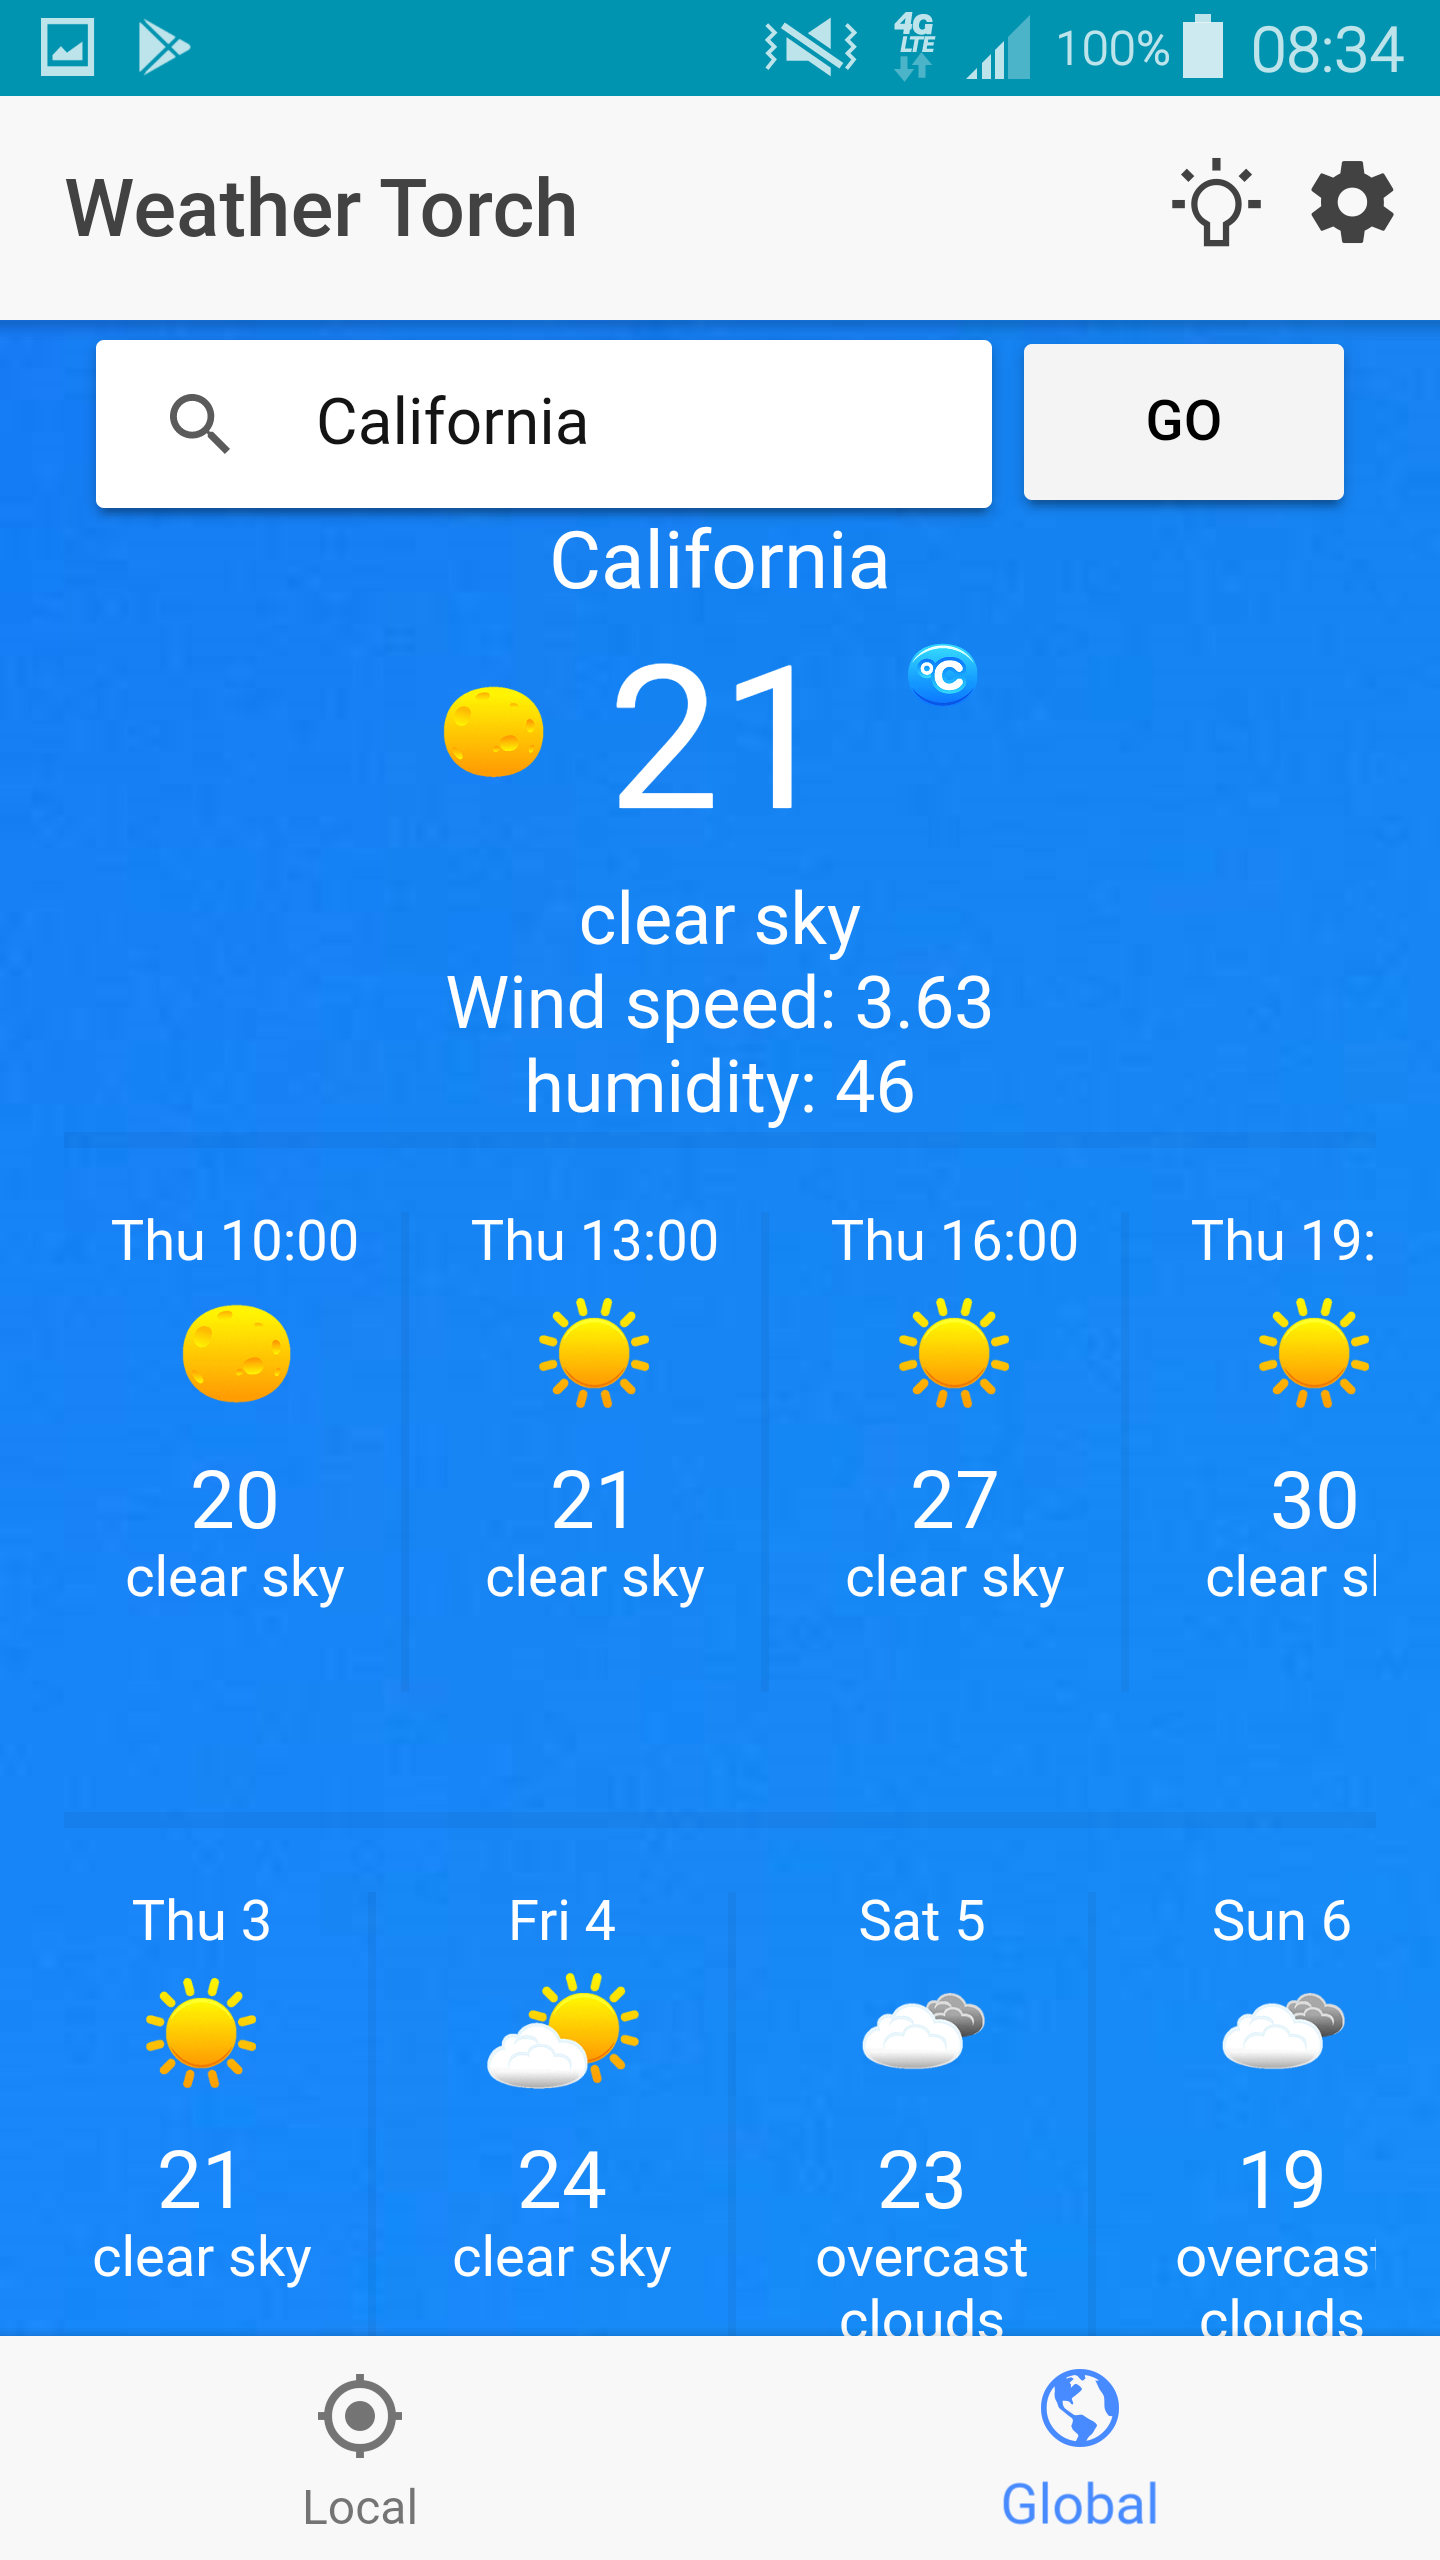 4G LTE 100% 08:34
Weather Torch
California GO
California
21 °C
clear sky
Wind speed: 3.63
humidity: 46
Thu 10:00 Thu 13:00 Thu 16:00 Thu 19:
20 21 27 30
clear sky clear sky clear sky clear
Thu 3 Fri 4 Sat 5 Sun 6
21 24 23 19
clear sky clear sky overcast overcast
clouds clouds
Local Global